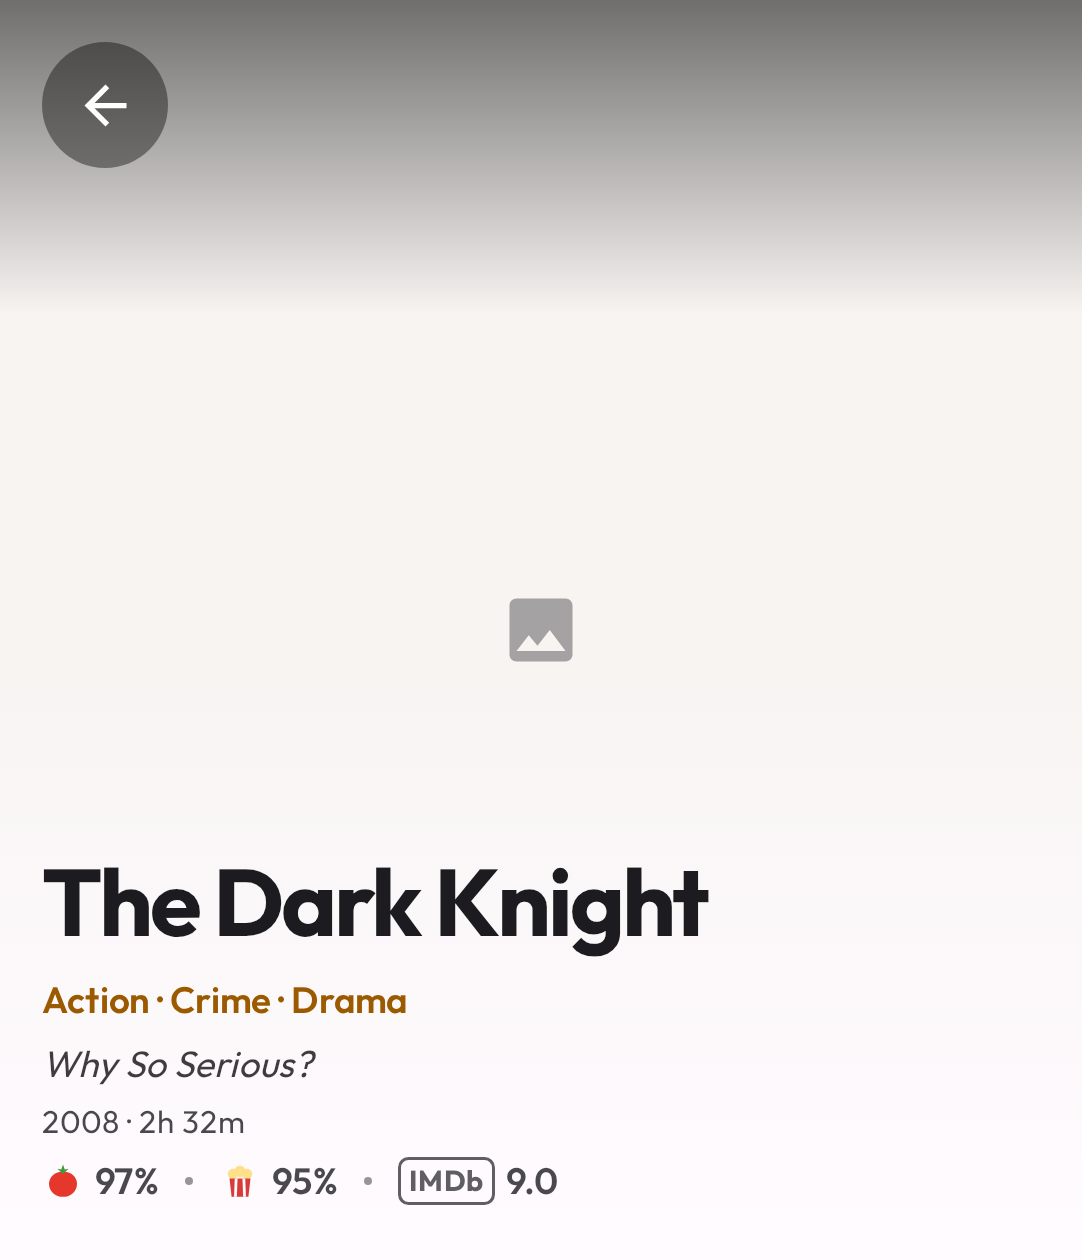 The Dark Knight
Action · Crime · Drama
Why So Serious?
2008 · 2h 32m
97% • 95% • IMDb 9.0